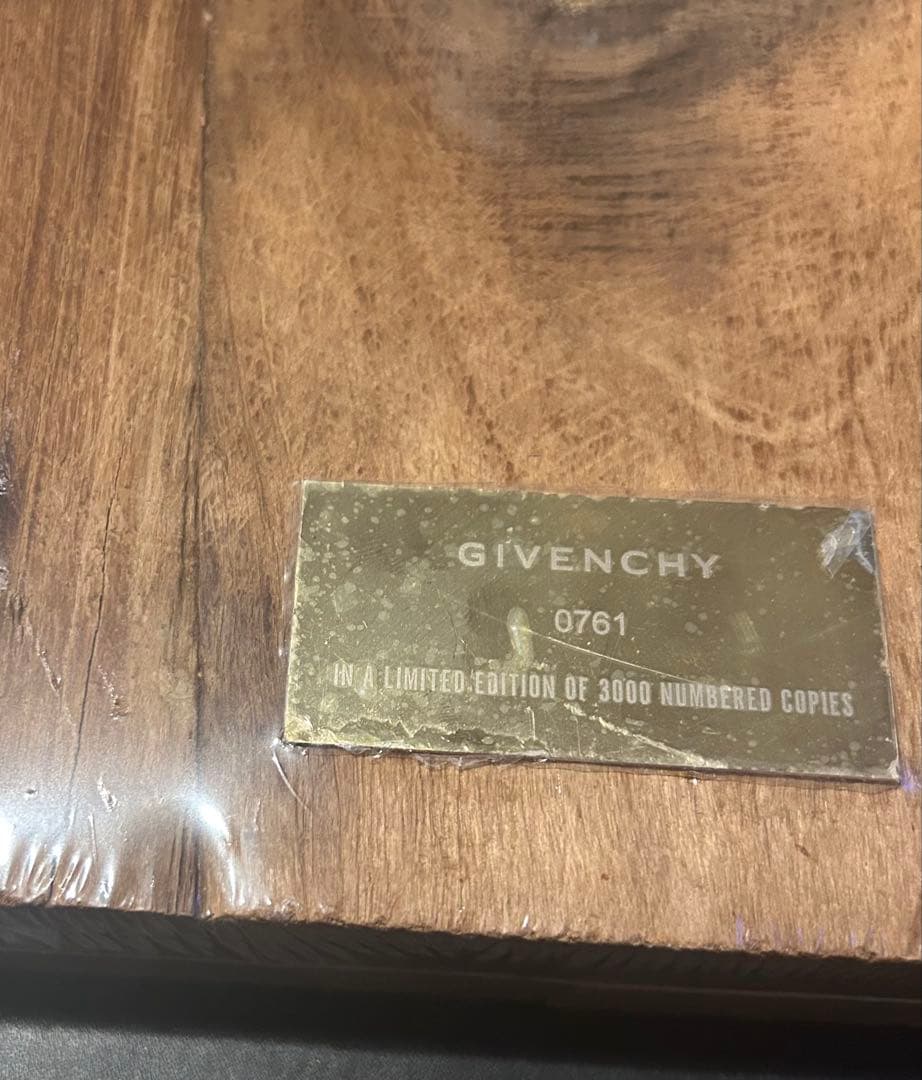 GIVENCHY
0761
IN A LIMITED EDITION OF 3000 NUMBERED COPIES